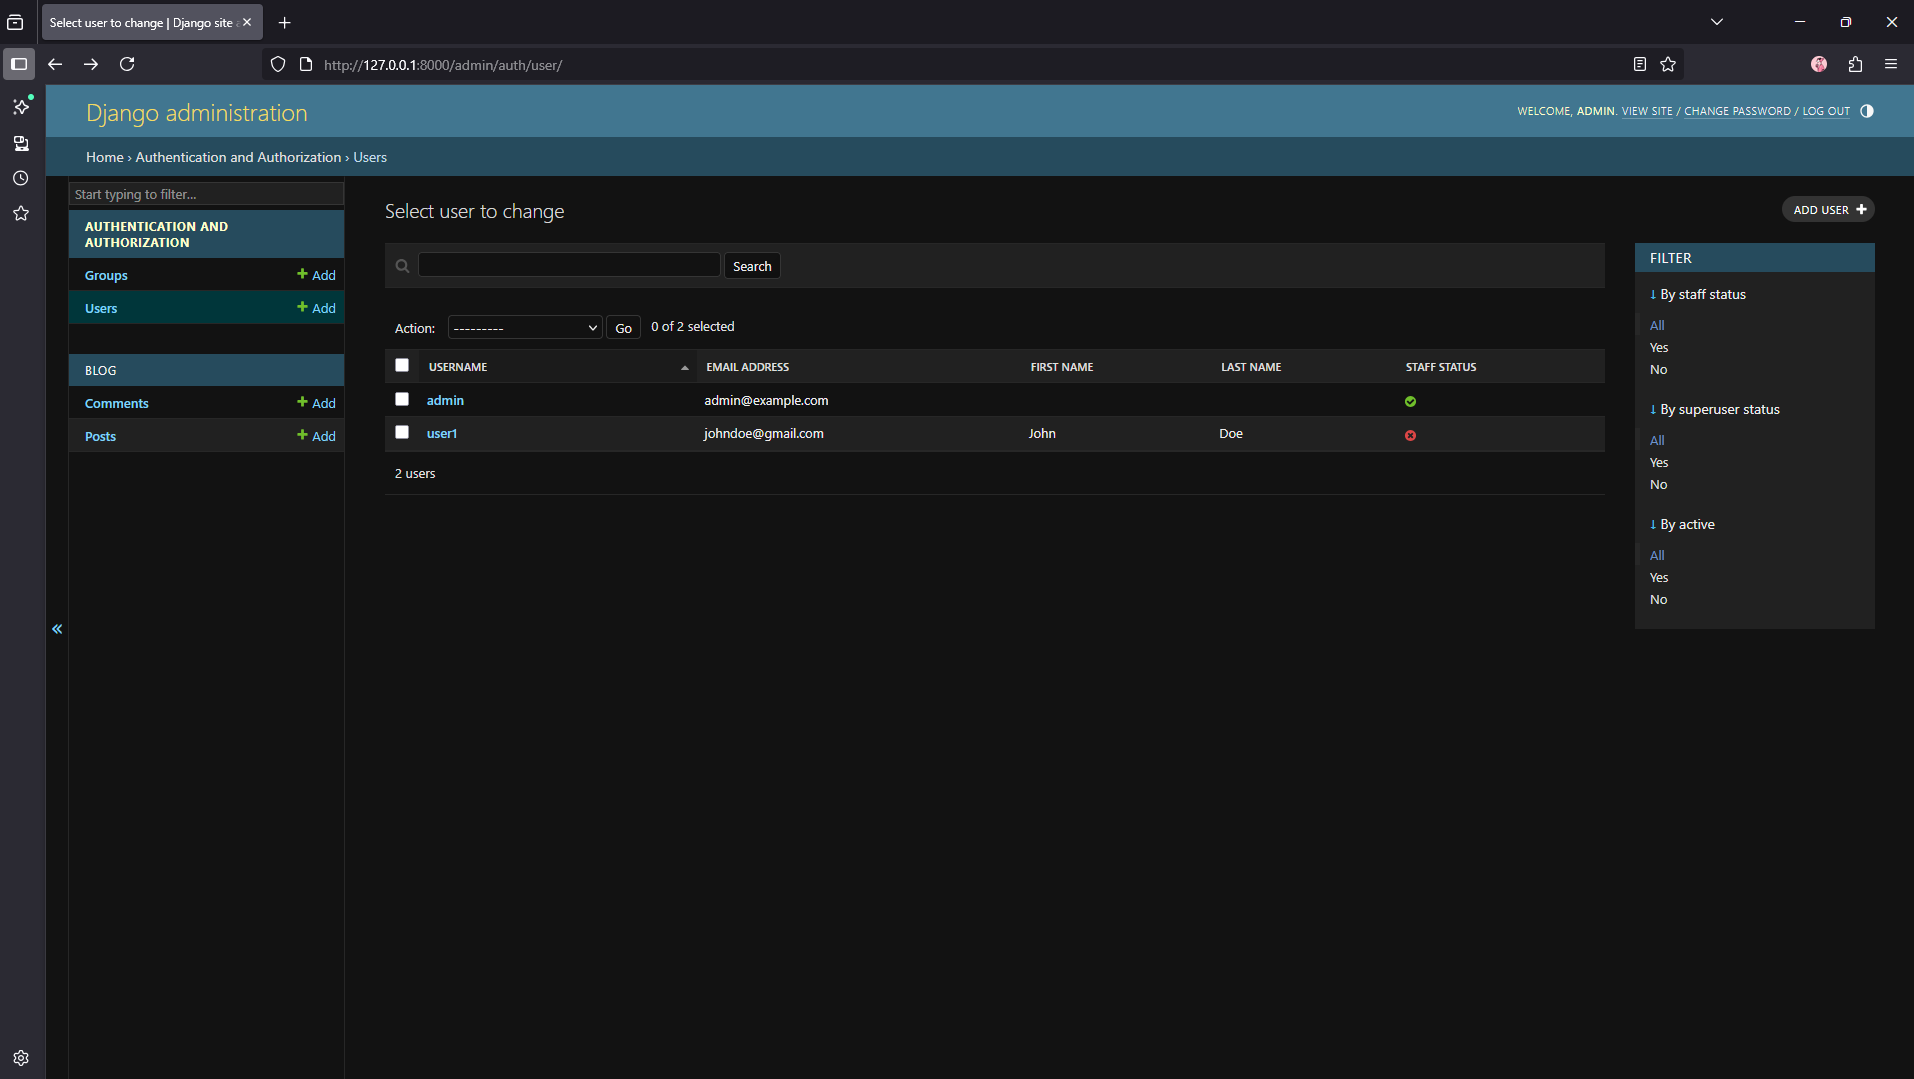 Select user to change | Django site
http://127.0.0.1:8000/admin/auth/user/
Django administration
WELCOME, ADMIN. VIEW SITE / CHANGE PASSWORD / LOG OUT
Home › Authentication and Authorization › Users
Start typing to filter...
AUTHENTICATION AND
AUTHORIZATION
Groups + Add
Users + Add
BLOG
Comments + Add
Posts + Add
«
Select user to change
ADD USER +
Search
Action: --------- Go 0 of 2 selected
USERNAME EMAIL ADDRESS FIRST NAME LAST NAME STAFF STATUS
admin admin@example.com
user1 johndoe@gmail.com John Doe
2 users
FILTER
↓ By staff status
All
Yes
No
↓ By superuser status
All
Yes
No
↓ By active
All
Yes
No